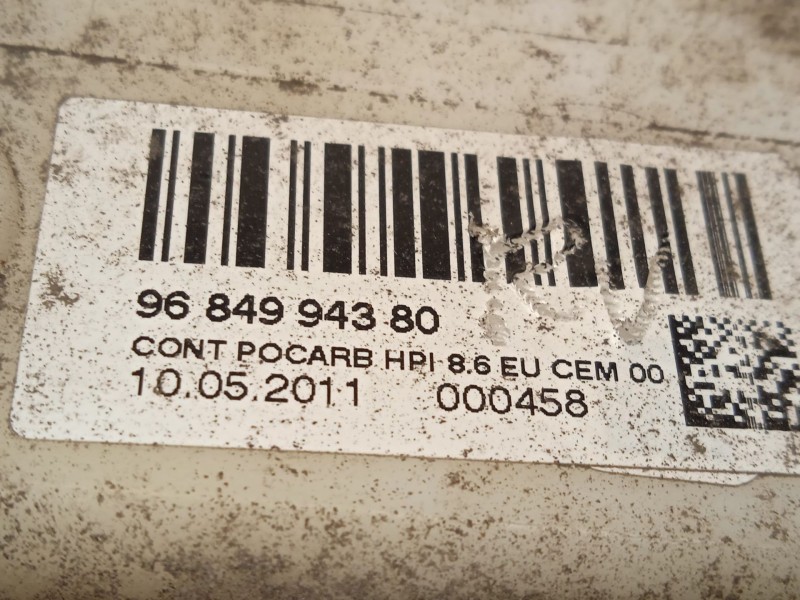 96 849 943 80
CONT POCARB HPI 8.6 EU CEM 00
10.05.2011 000458